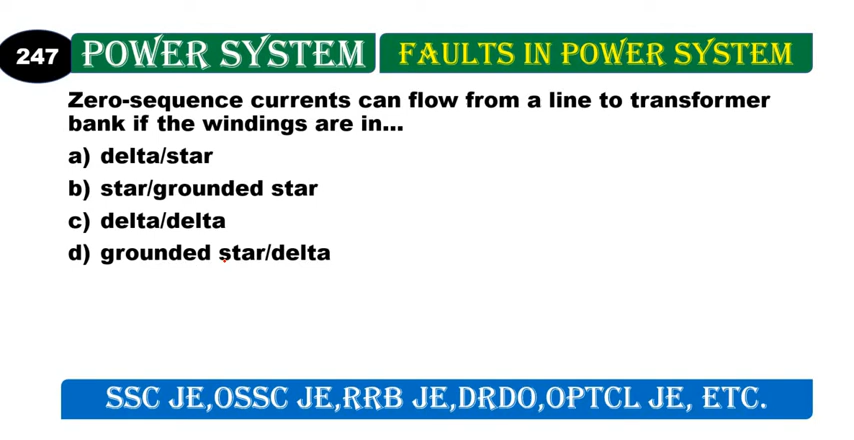 247 POWER SYSTEM FAULTS IN POWER SYSTEM
Zero-sequence currents can flow from a line to transformer
bank if the windings are in...
a) delta/star
b) star/grounded star
c) delta/delta
d) grounded star/delta
SSC JE,OSSC JE,RRB JE,DRDO,OPTCL JE, ETC.